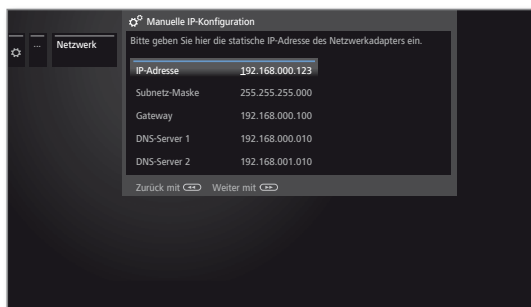 Manuelle IP-Konfiguration
... Netzwerk
Bitte geben Sie hier die statische IP-Adresse des Netzwerkadapters ein.
IP-Adresse 192.168.000.123
Subnetz-Maske 255.255.255.000
Gateway 192.168.000.100
DNS-Server 1 192.168.000.010
DNS-Server 2 192.168.001.010
Zurück mit Weiter mit